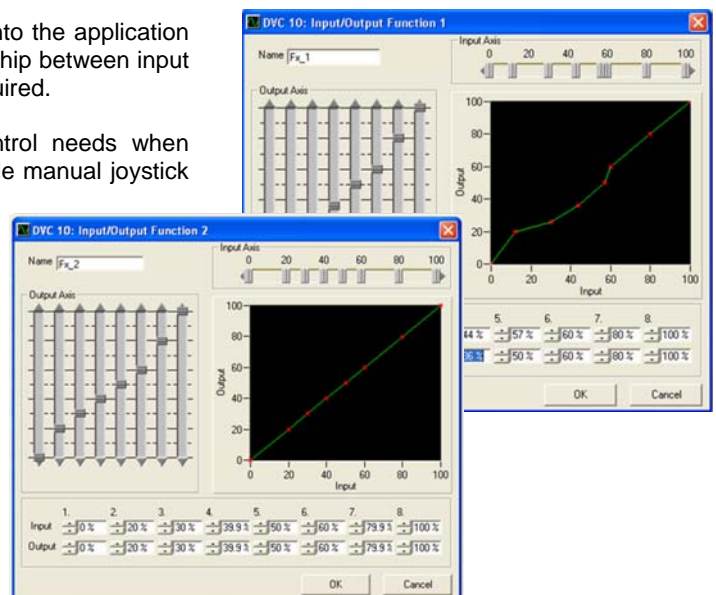 nto the application
hip between input
uired.
ntrol needs when
e manual joystick
DVC 10: Input/Output Function 1
Name Fx_1
Input Axis
0 20 40 60 80 100
Output Axis
100
80
60
Output
40
20
0
0 20 40 60 80 100
Input
5. 6. 7. 8.
44 % 57 % 60 % 80 % 100 %
36 % 50 % 60 % 80 % 100 %
OK Cancel
DVC 10: Input/Output Function 2
Name Fx_2
Input Axis
0 20 40 60 80 100
Output Axis
100
80
60
Output
40
20
0
0 20 40 60 80 100
Input
1. 2. 3. 4. 5. 6. 7. 8.
Input 0 % 20 % 30 % 39.9 % 50 % 60 % 79.9 % 100 %
Output 0 % 20 % 30 % 39.9 % 50 % 60 % 79.9 % 100 %
OK Cancel